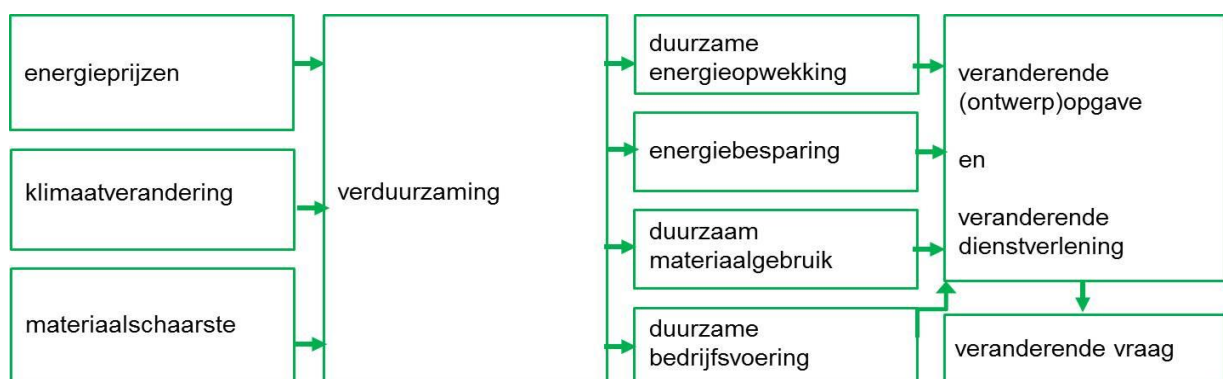 energieprijzen
klimaatverandering
materiaalschaarste
verduurzaming
duurzame
energieopwekking
energiebesparing
duurzaam
materiaalgebruik
duurzame
bedrijfsvoering
veranderende
(ontwerp)opgave
en
veranderende
dienstverlening
veranderende vraag